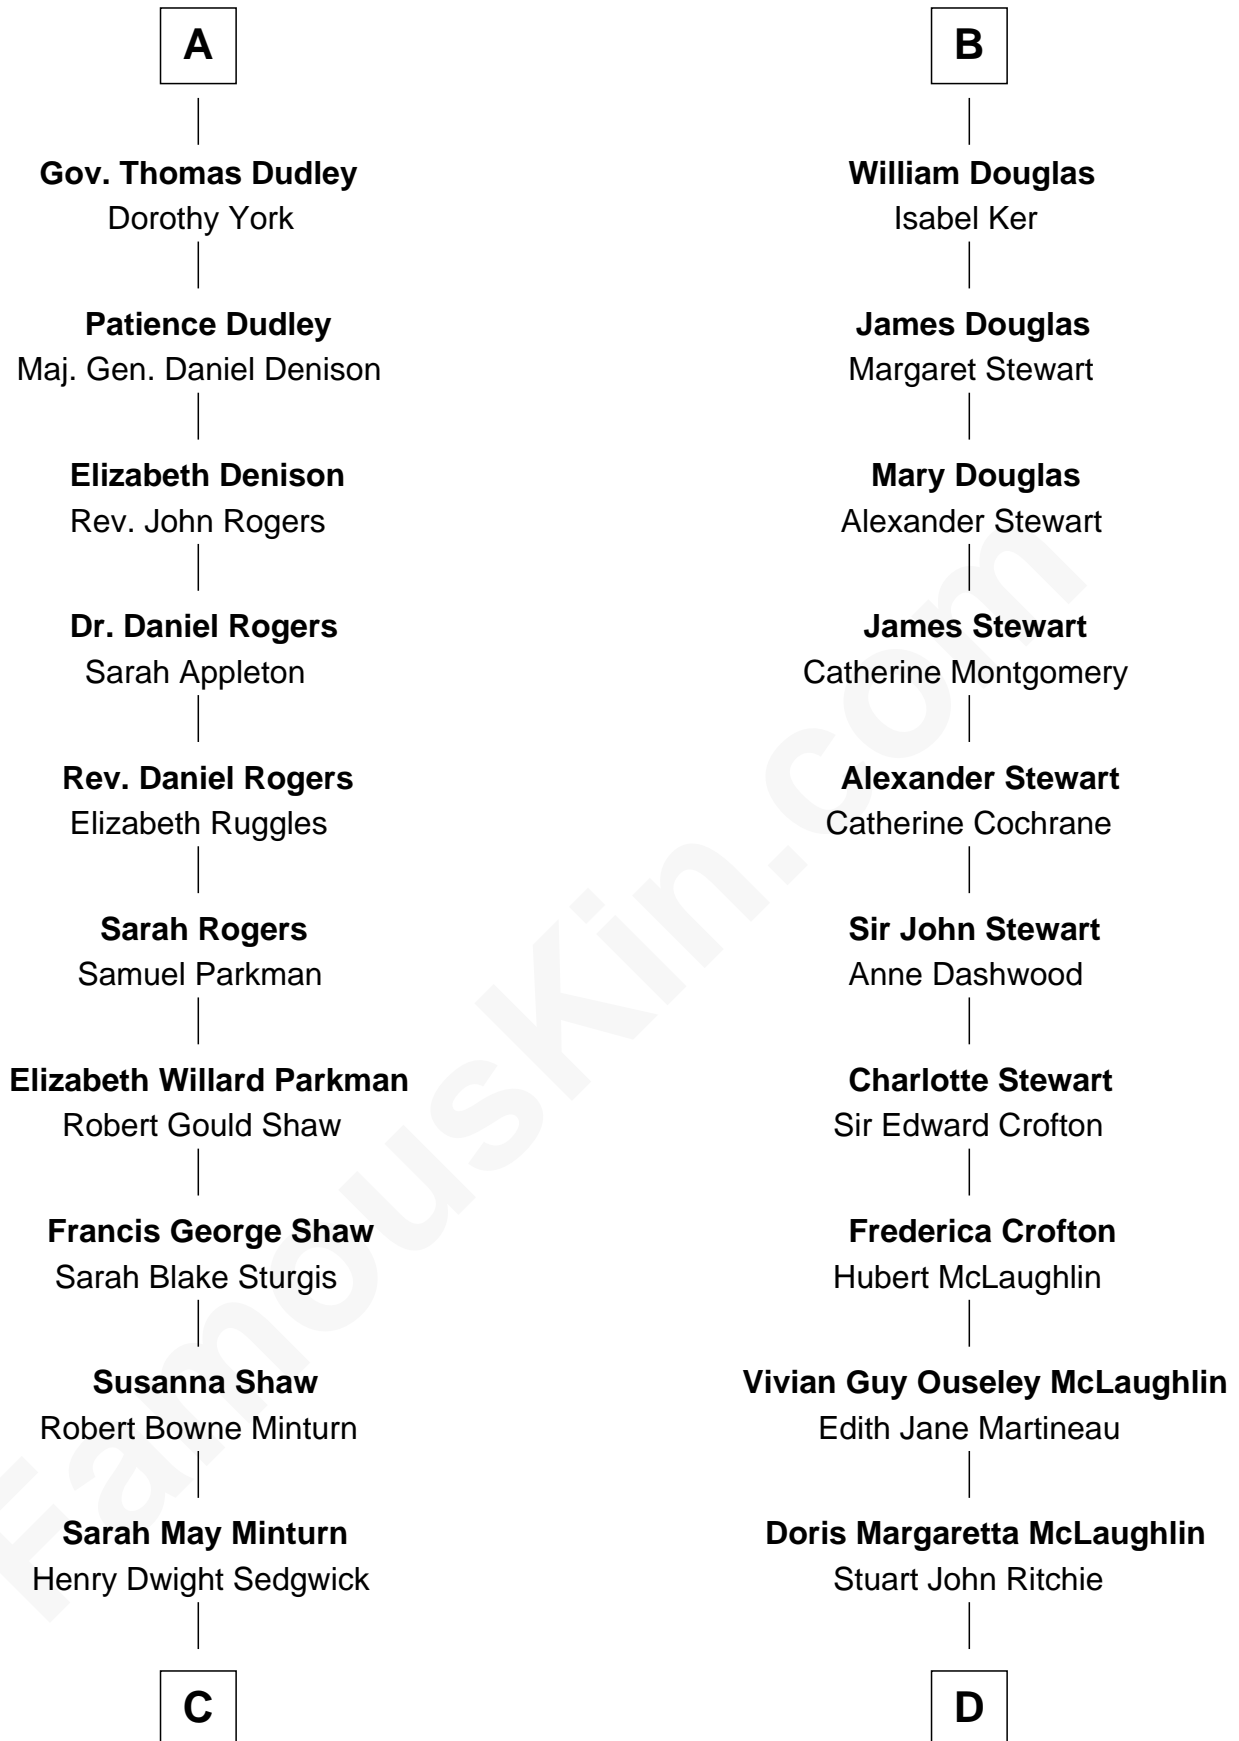 A
Gov. Thomas Dudley
Dorothy York
Patience Dudley
Maj. Gen. Daniel Denison
Elizabeth Denison
Rev. John Rogers
Dr. Daniel Rogers
Sarah Appleton
Rev. Daniel Rogers
Elizabeth Ruggles
Sarah Rogers
Samuel Parkman
Elizabeth Willard Parkman
Robert Gould Shaw
Francis George Shaw
Sarah Blake Sturgis
Susanna Shaw
Robert Bowne Minturn
Sarah May Minturn
Henry Dwight Sedgwick
C
B
William Douglas
Isabel Ker
James Douglas
Margaret Stewart
Mary Douglas
Alexander Stewart
James Stewart
Catherine Montgomery
Alexander Stewart
Catherine Cochrane
Sir John Stewart
Anne Dashwood
Charlotte Stewart
Sir Edward Crofton
Frederica Crofton
Hubert McLaughlin
Vivian Guy Ouseley McLaughlin
Edith Jane Martineau
Doris Margaretta McLaughlin
Stuart John Ritchie
D
FamousKin.com